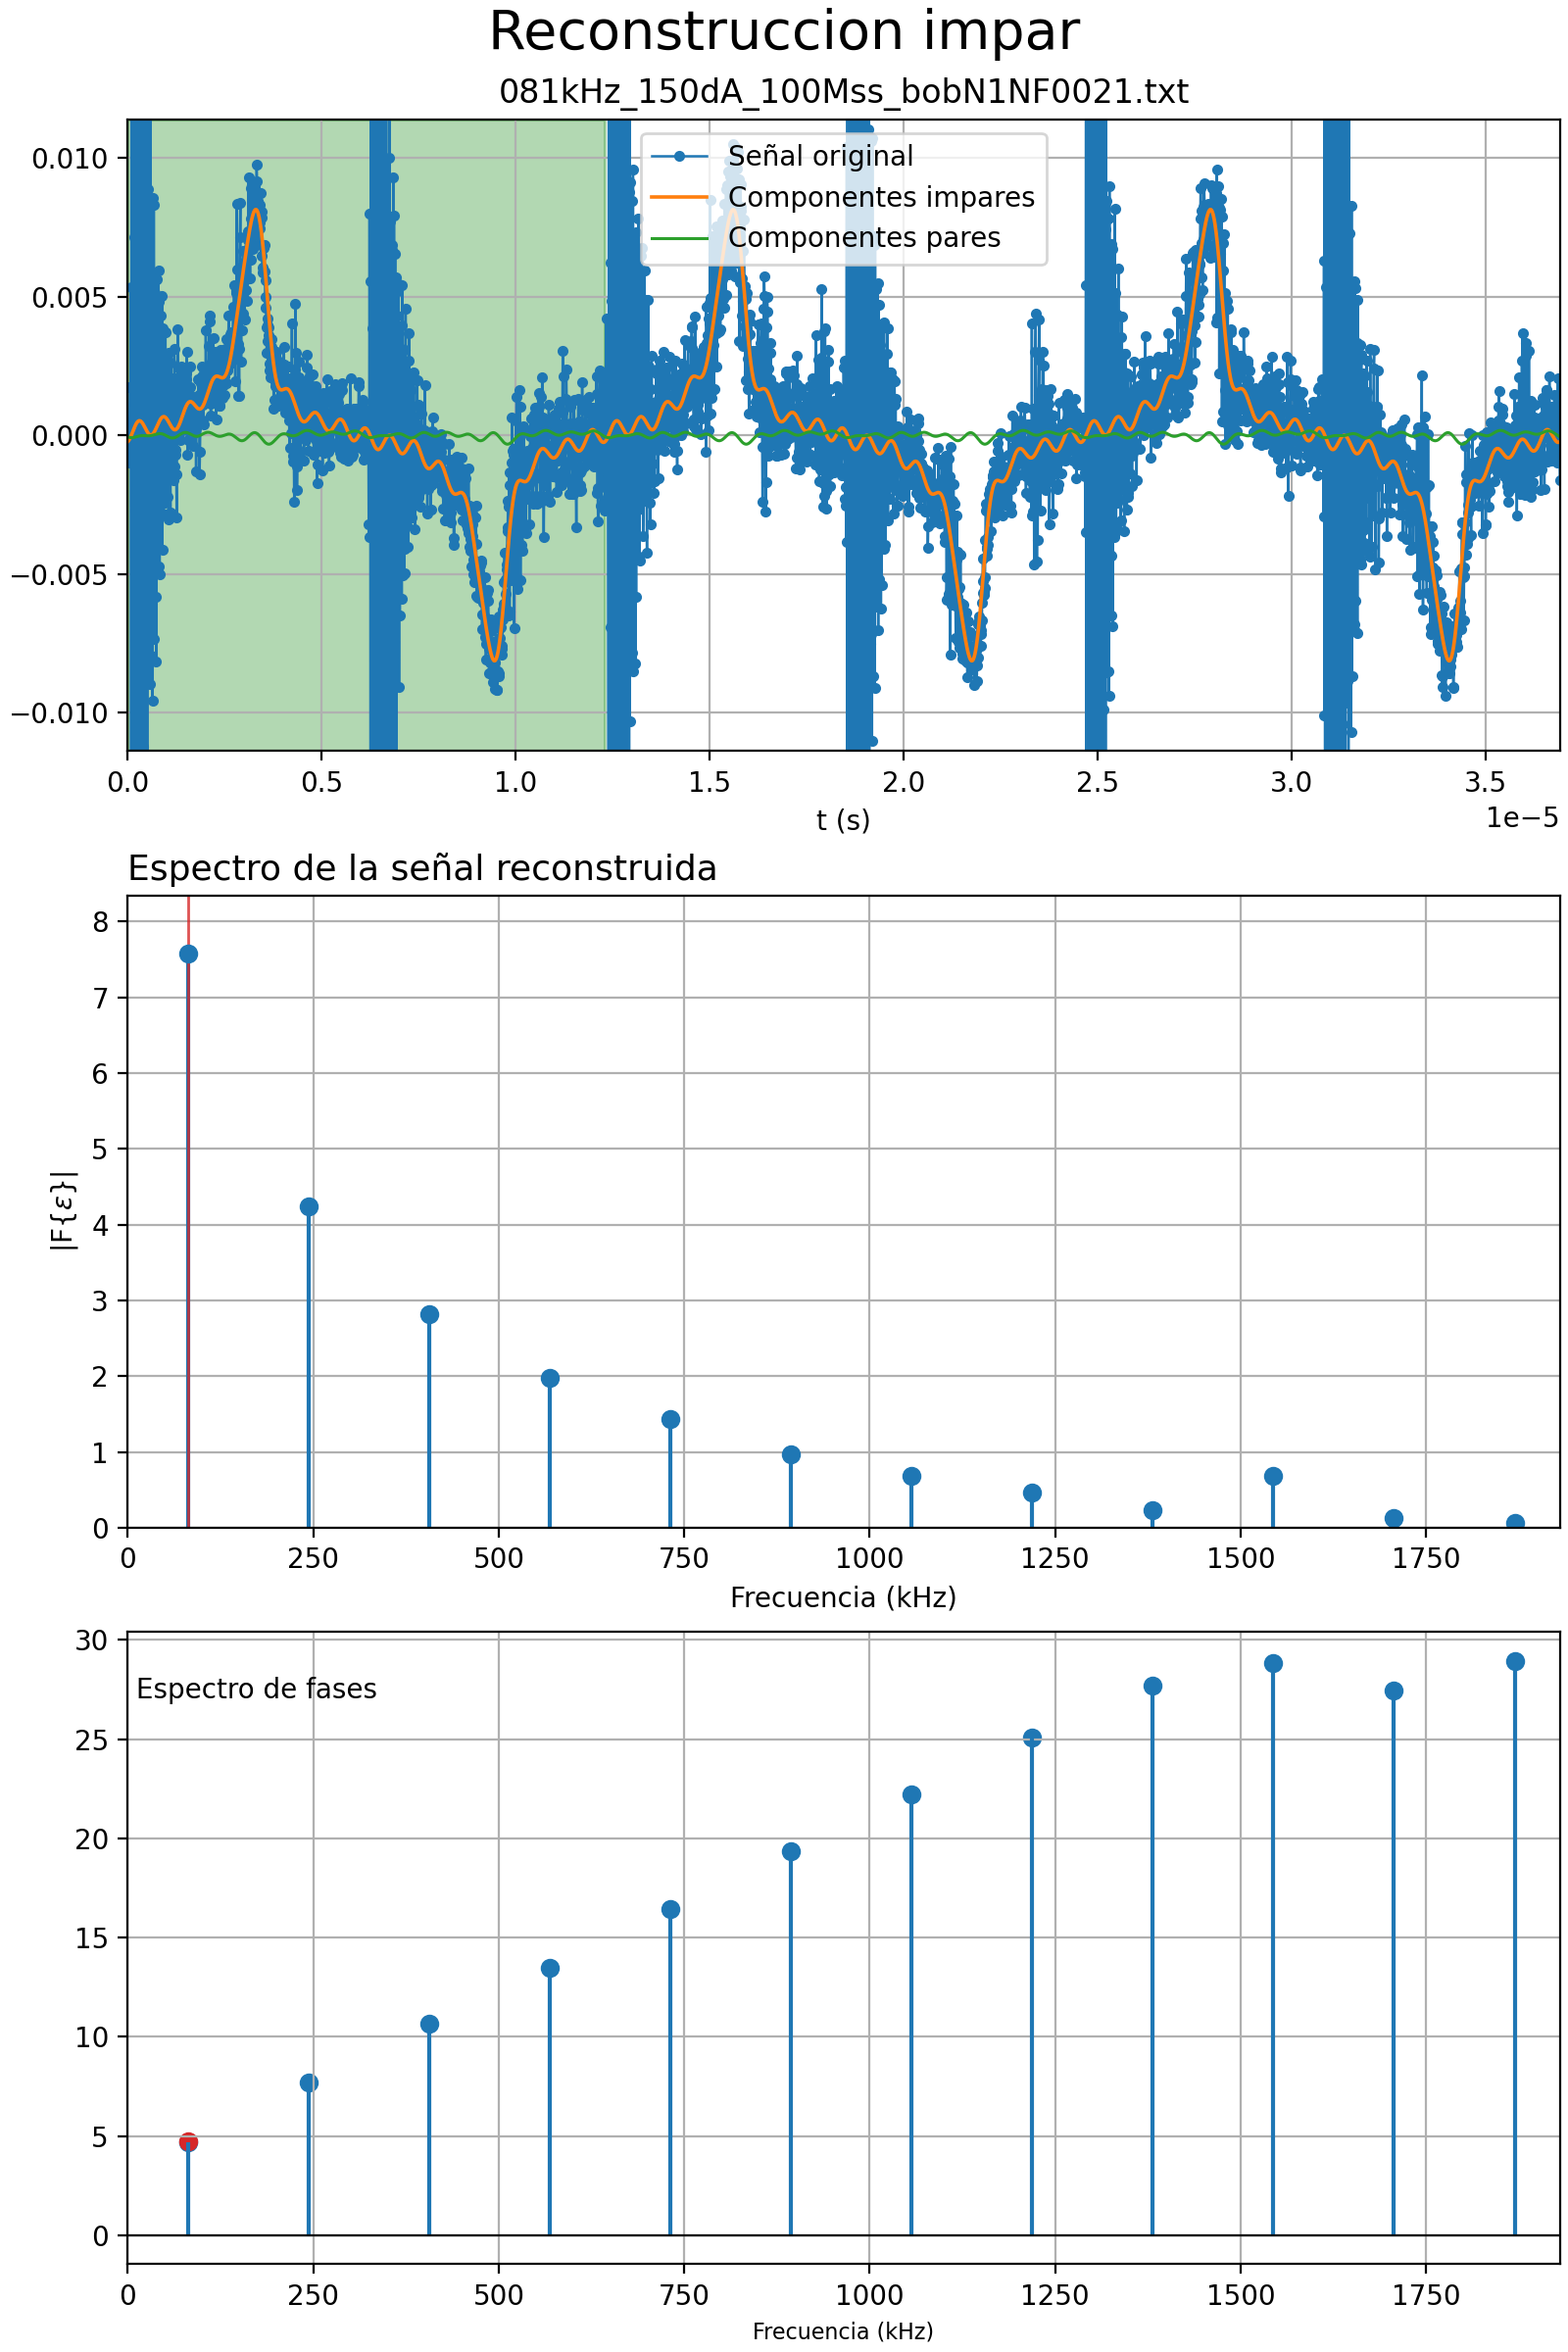 Reconstruccion impar
081kHz_150dA_100Mss_bobN1NF0021.txt
0.010
0.005
0.000
−0.005
−0.010
Señal original
Componentes impares
Componentes pares
0.0 0.5 1.0 1.5 2.0 2.5 3.0 3.5
t (s)
1e−5
Espectro de la señal reconstruida
8
7
6
5
4
3
2
1
0
|F{ε}|
0 250 500 750 1000 1250 1500 1750
Frecuencia (kHz)
30
25
20
15
10
5
0
Espectro de fases
0 250 500 750 1000 1250 1500 1750
Frecuencia (kHz)